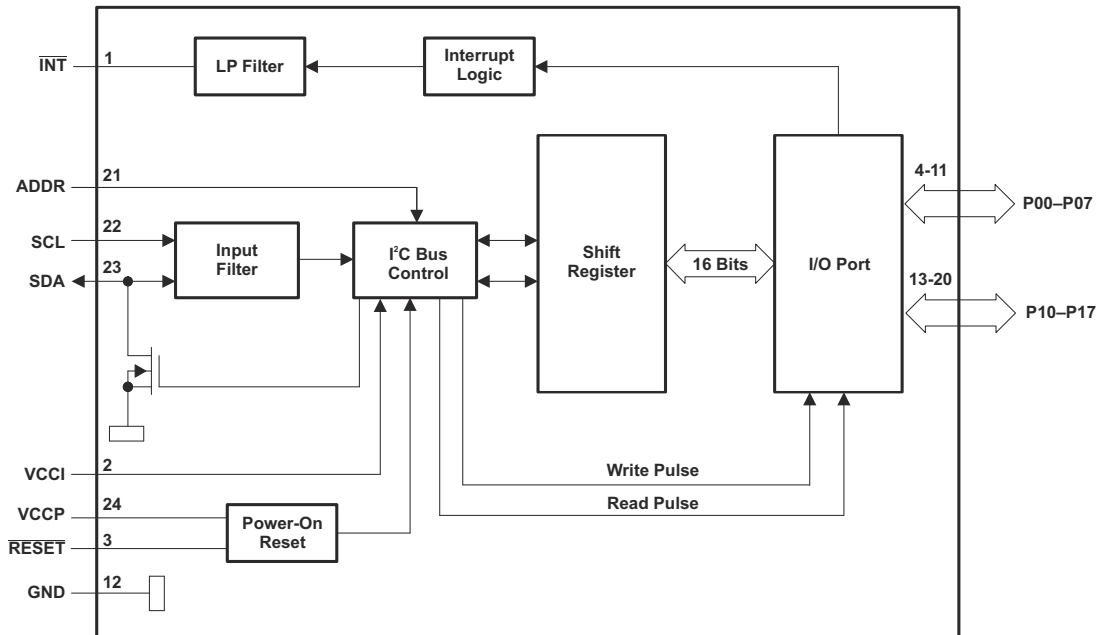 INT
1
LP Filter
Interrupt
Logic
ADDR
21
SCL
22
SDA
23
Input
Filter
I²C Bus
Control
Shift
Register
16 Bits
I/O Port
4-11
P00–P07
13-20
P10–P17
VCCI
2
Write Pulse
VCCP
24
Read Pulse
RESET
3
Power-On
Reset
GND
12